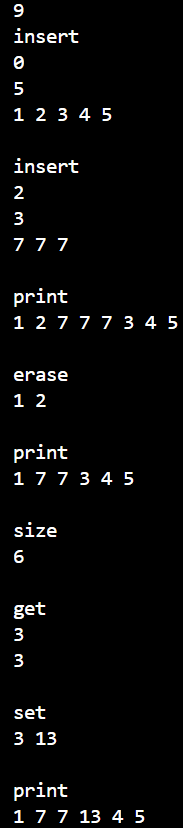 9
insert
0
5
1 2 3 4 5
insert
2
3
7 7 7
print
1 2 7 7 7 3 4 5
erase
1 2
print
1 7 7 3 4 5
size
6
get
3
3
set
3 13
print
1 7 7 13 4 5